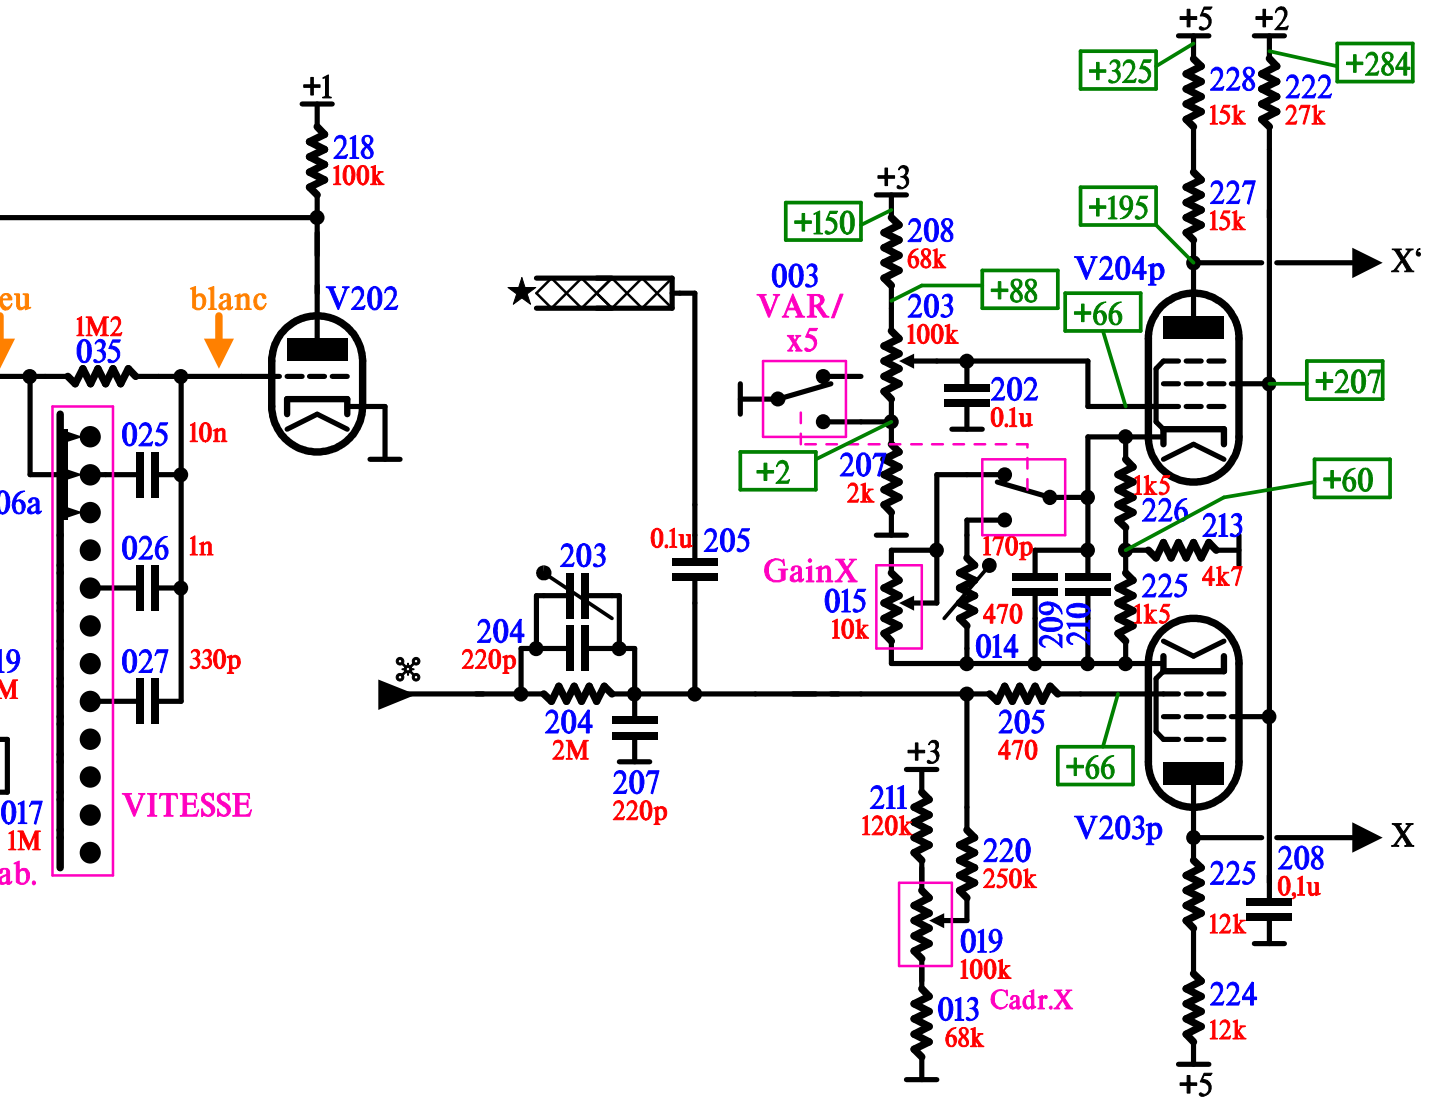 +5
+2
+325
+284
228
15k
222
27k
+1
218
100k
+3
+150
208
68k
+195
227
15k
V204p
X‘
eu
blanc
V202
003
VAR/
x5
+88
203
100k
+66
1M2
035
+207
202
0.1u
025
10n
+2
207
2k
+60
06a
1k5
226
213
4k7
026
1n
0.1u
205
203
170p
GainX
015
10k
470
014
209
210
225
1k5
204
220p
19
M
027
330p
204
2M
205
470
+66
207
220p
+3
017
1M
ab.
VITESSE
211
120k
V203p
X
220
250k
225
12k
208
0,1u
019
100k
Cadr.X
013
68k
224
12k
+5